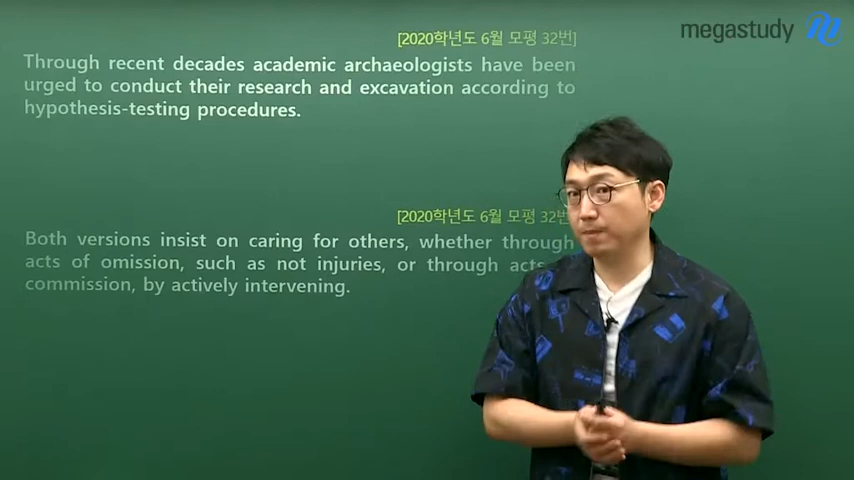 megastudy
[2020학년도 6월 모평 32번]
Through recent decades academic archaeologists have been
urged to conduct their research and excavation according to
hypothesis-testing procedures.
[2020학년도 6월 모평 32번
Both versions insist on caring for others, whether through
acts of omission, such as not injuries, or through acts
commission, by actively intervening.